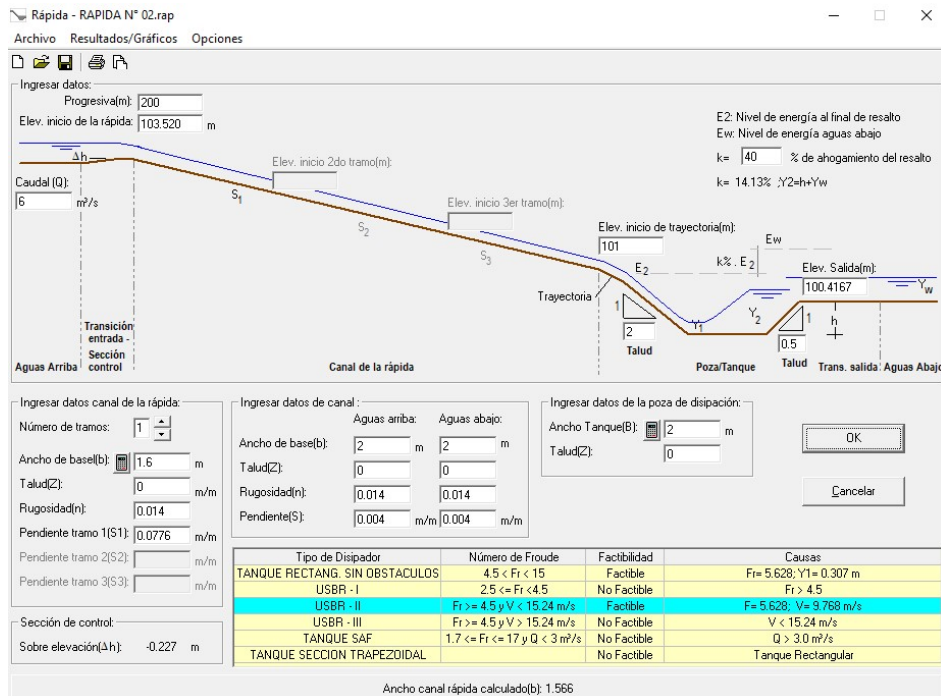 Rápida - RAPIDA N° 02.rap
Archivo Resultados/Gráficos Opciones
Ingresar datos:
Progresiva(m): 200
Elev. inicio de la rápida: 103.520 m
E2: Nivel de energía al final de resalto
Ew: Nivel de energía aguas abajo
k= 40 % de ahogamiento del resalto
k= 14.13% ;Y2=h+Yw
Δh
Caudal (Q):
6 m³/s
Elev. inicio 2do tramo(m):
S1
S2
Elev. inicio 3er tramo(m):
S3
Elev. inicio de trayectoria(m):
101
E2
Ew
k% . E2
Elev. Salida(m):
100.4167
Yw
Trayectoria
1
2
Talud
Y1
Y2
1
0.5
Talud
h
Transición entrada -
Sección control
Aguas Arriba
Canal de la rápida
Poza/Tanque
Trans. salida
Aguas Abajo
Ingresar datos canal de la rápida:
Número de tramos: 1
Ancho de basel(b): 1.6 m
Talud(Z): 0 m/m
Rugosidad(n): 0.014
Pendiente tramo 1(S1): 0.0776 m/m
Pendiente tramo 2(S2): m/m
Pendiente tramo 3(S3): m/m
Sección de control:
Sobre elevación(Δh): -0.227 m
Ingresar datos de canal :
Aguas arriba: Aguas abajo:
Ancho de base(b): 2 m 2 m
Talud(Z): 0 0
Rugosidad(n): 0.014 0.014
Pendiente(S): 0.004 m/m 0.004 m/m
Ingresar datos de la poza de disipación:
Ancho Tanque(B): 2 m
Talud(Z): 0
OK
Cancelar
Tipo de Disipador Número de Froude Factibilidad Causas
TANQUE RECTANG. SIN OBSTACULOS 4.5 < Fr < 15 Factible Fr= 5.628; Y1= 0.307 m
USBR - I 2.5 <= Fr <4.5 No Factible Fr > 4.5
USBR - II Fr >= 4.5 y V < 15.24 m/s Factible F= 5.628; V= 9.768 m/s
USBR - III Fr >= 4.5 y V > 15.24 m/s No Factible V < 15.24 m/s
TANQUE SAF 1.7 <= Fr <= 17 y Q < 3 m³/s No Factible Q > 3.0 m³/s
TANQUE SECCION TRAPEZOIDAL No Factible Tanque Rectangular
Ancho canal rápida calculado(b): 1.566